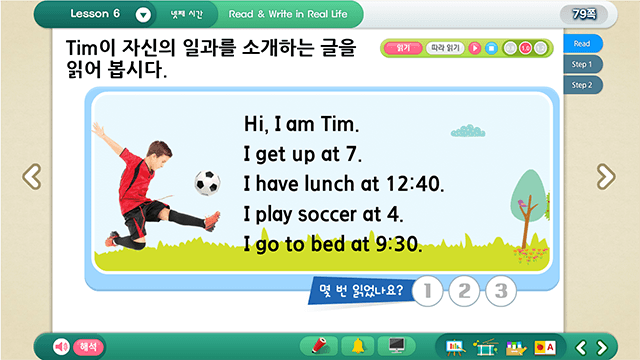 Lesson 6
넷째 시간
Read & Write in Real Life
79쪽
Tim이 자신의 일과를 소개하는 글을
읽어 봅시다.
읽기
따라 읽기
1.0
Read
Step 1
Step 2
Hi, I am Tim.
I get up at 7.
I have lunch at 12:40.
I play soccer at 4.
I go to bed at 9:30.
몇 번 읽었나요?
1
2
3
해석
A